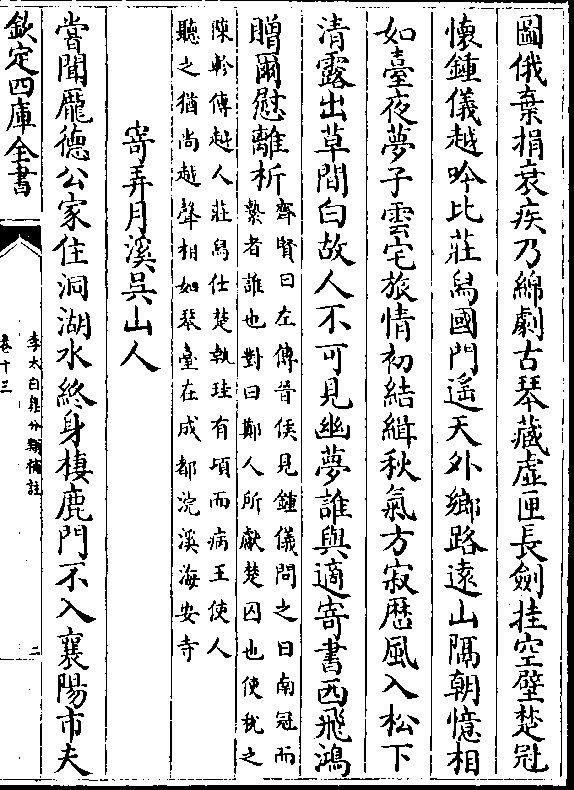 圖俄棄捐衰疾乃綿劇古琴藏虛匣長劍挂空壁楚冠
懷鍾儀越吟比莊舄國門遙天外鄉路遠山隔朝憶相
如臺夜夢子雲宅旅情初結緝秋氣方寂歴風入松下
清露出草間白故人不可見幽夢誰與適寄書西飛鴻
贈爾慰離析
齊賢曰左傳晉侯見鍾儀問之曰南冠而
縶者誰也對曰鄭人所獻楚囚也使稅之
陳軫傳越人莊舄仕楚執珪有頃而病王使人
聽之猶尚越聲相如琴臺在成都浣溪海安寺
寄弄月溪吳山人
嘗聞龐德公家住洞湖水終身棲鹿門不入襄陽市夫
欽定四庫全書
李太白集分類補註
卷十三
二